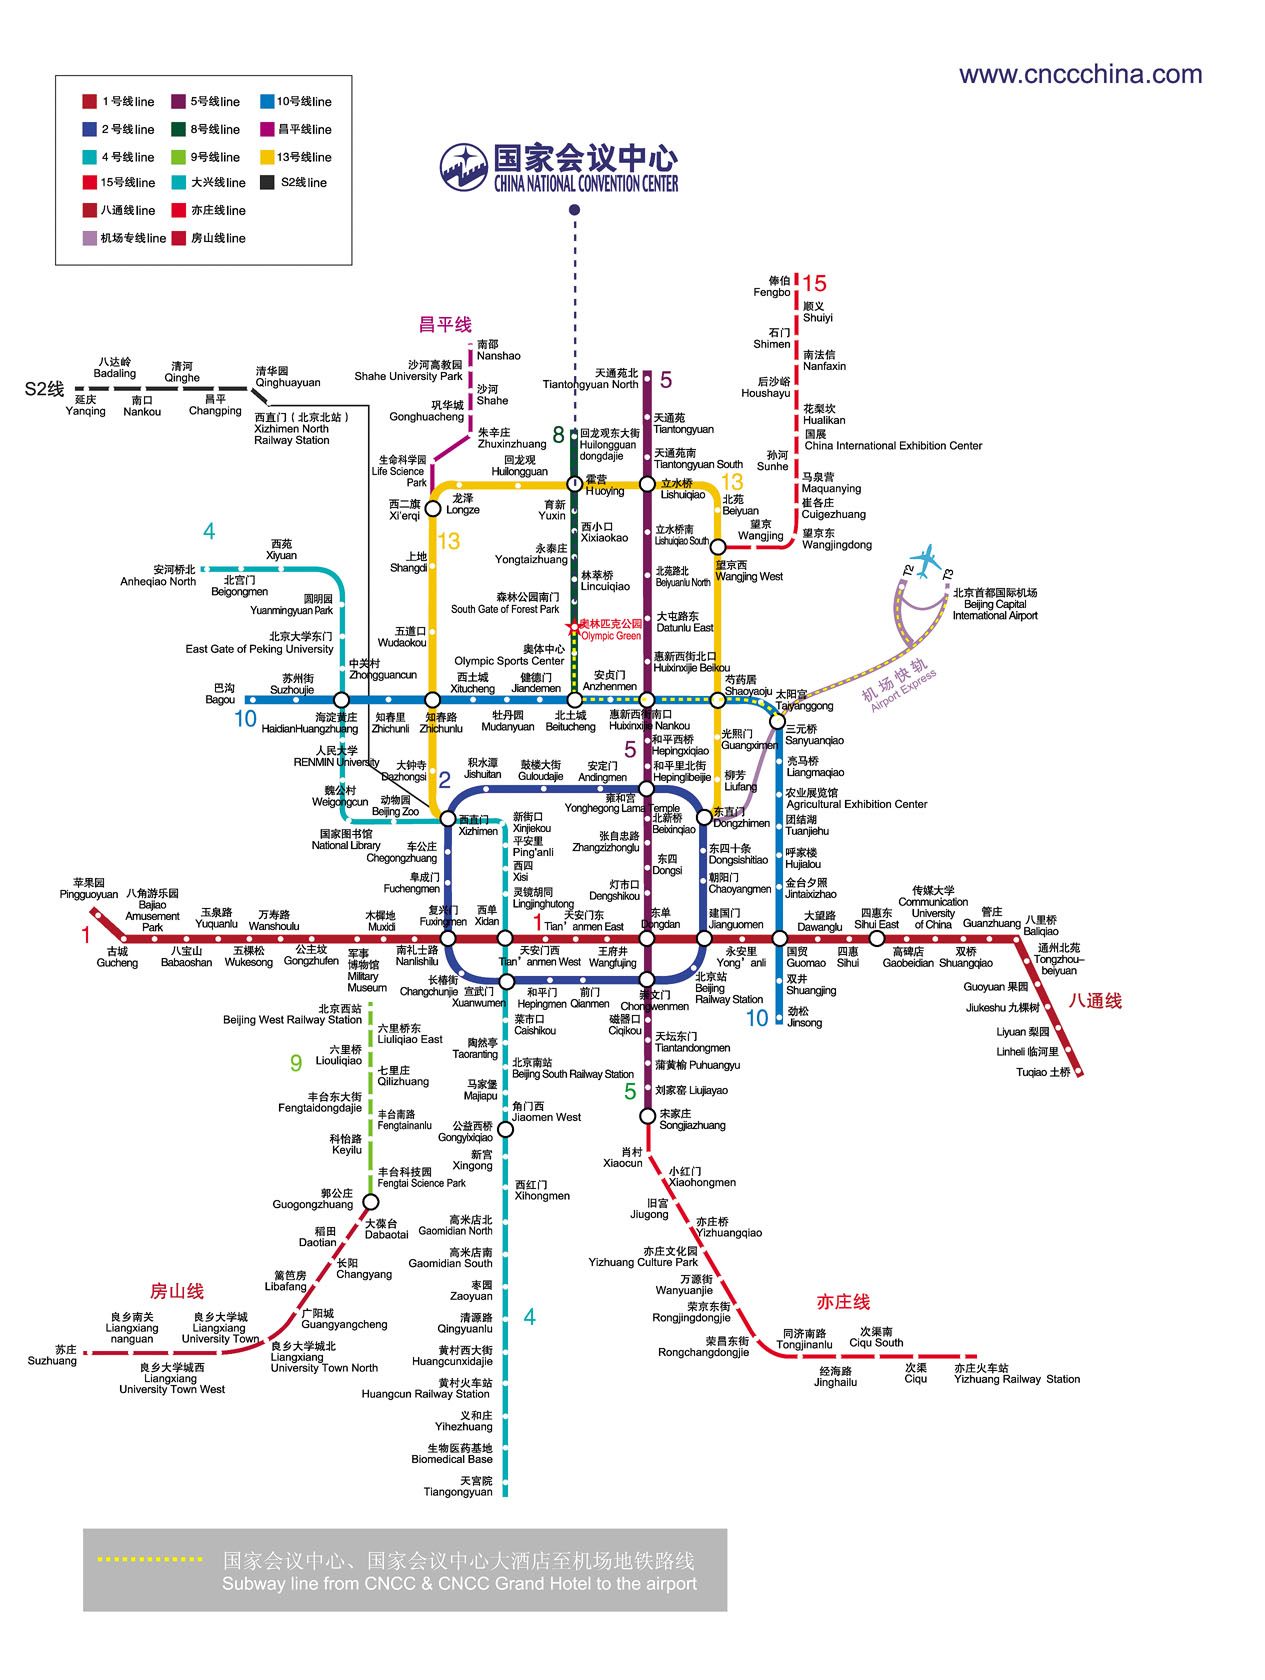 www.cnccchina.com
1号线line
5号线line
10号线line
2号线line
8号线line
昌平线line
4号线line
9号线line
13号线line
15号线line
大兴线line
S2线line
八通线line
亦庄线line
机场专线line
房山线line
国家会议中心
CHINA NATIONAL CONVENTION CENTER
俸伯
Fengbo
15
顺义
Shuiyi
石门
Shimen
南法信
Nanfaxin
后沙峪
Houshayu
花梨坎
Hualikan
国展
China International Exhibition Center
孙河
Sunhe
马泉营
Maquanying
崔各庄
Cuigezhuang
望京
Wangjing
望京东
Wangjingdong
望京西
Wangjing West
昌平线
南邵
Nanshao
沙河高教园
Shahe University Park
沙河
Shahe
巩华城
Gonghuacheng
朱辛庄
Zhuxinzhuang
生命科学园
Life Science
Park
西二旗
Xi'erqi
S2线
八达岭
Badaling
清河
Qinghe
清华园
Qinghuayuan
延庆
Yanqing
南口
Nankou
昌平
Changping
西直门(北京北站)
Xizhimen North
Railway Station
天通苑北
Tiantongyuan North
5
天通苑
Tiantongyuan
天通苑南
Tiantongyuan South
8
回龙观东大街
Huilongguan
dongdajie
回龙观
Huilongguan
霍营
Huoying
立水桥
Lishuiqiao
13
北苑
Beiyuan
龙泽
Longze
13
上地
Shangdi
五道口
Wudaokou
育新
Yuxin
西小口
Xixiaokao
永泰庄
Yongtaizhuang
林萃桥
Lincuiqiao
森林公园南门
South Gate of Forest Park
奥林匹克公园
Olympic Green
奥体中心
Olympic Sports Center
立水桥南
Lishuiqiao South
北苑路北
Beiyuanlu North
大屯路东
Datunlu East
惠新西街北口
Huixinxijie Beikou
4
安河桥北
Anheqiao North
北宫门
Beigongmen
西苑
Xiyuan
圆明园
Yuanmingyuan Park
北京大学东门
East Gate of Peking University
中关村
Zhongguancun
T2
T3
北京首都国际机场
Beijing Capital
International Airport
机场快轨
Airport Express
巴沟
Bagou
10
苏州街
Suzhoujie
海淀黄庄
HaidianHuangzhuang
知春里
Zhichunli
知春路
Zhichunlu
西土城
Xitucheng
牡丹园
Mudanyuan
健德门
Jiandemen
北土城
Beitucheng
安贞门
Anzhenmen
惠新西街南口
Huixinxijie Nankou
芍药居
Shaoyaoju
太阳宫
Taiyanggong
三元桥
Sanyuanqiao
亮马桥
Liangmaqiao
农业展览馆
Agricultural Exhibition Center
团结湖
Tuanjiehu
呼家楼
Hujialou
金台夕照
Jintaixizhao
光熙门
Guangximen
柳芳
Liufang
东直门
Dongzhimen
5
和平西桥
Hepingxiqiao
和平里北街
Hepinglibeijie
人民大学
RENMIN University
魏公村
Weigongcun
国家图书馆
National Library
动物园
Beijing Zoo
大钟寺
Dazhongsi
2
西直门
Xizhimen
积水潭
Jishuitan
鼓楼大街
Guloudajie
安定门
Andingmen
雍和宫
Yonghegong Lama Temple
北新桥
Beixinqiao
张自忠路
Zhangzizhonglu
东四
Dongsi
灯市口
Dengshikou
东单
Dongdan
东四十条
Dongsishitiao
朝阳门
Chaoyangmen
建国门
Jianguomen
车公庄
Chegongzhuang
阜成门
Fuchengmen
复兴门
Fuxingmen
新街口
Xinjiekou
平安里
Ping'anli
西四
Xisi
灵镜胡同
Lingjinghutong
西单
Xidan
苹果园
Pingguoyuan
1
古城
Gucheng
八角游乐园
Bajiao
Amusement
Park
八宝山
Babaoshan
玉泉路
Yuquanlu
五棵松
Wukesong
万寿路
Wanshoulu
公主坟
Gongzhufen
军事
博物馆
Military
Museum
木樨地
Muxidi
南礼士路
Nanlishilu
1
天安门西
Tian'anmen West
天安门东
Tian'anmen East
王府井
Wangfujing
永安里
Yong'anli
国贸
Guomao
大望路
Dawanglu
四惠
Sihui
四惠东
Sihui East
高碑店
Gaobeidian
传媒大学
Communication
University
of China
双桥
Shuangqiao
管庄
Guanzhuang
八里桥
Baliqiao
通州北苑
Tongzhou-
beiyuan
Guoyuan 果园
Jiukeshu 九棵树
Liyuan 梨园
Linheli 临河里
Tuqiao 土桥
八通线
长椿街
Changchunjie
宣武门
Xuanwumen
和平门
Hepingmen
前门
Qianmen
崇文门
Chongwenmen
北京站
Beijing
Railway Station
双井
Shuangjing
10
劲松
Jinsong
磁器口
Ciqikou
天坛东门
Tiantandongmen
蒲黄榆 Puhuangyu
5
刘家窑 Liujiayao
宋家庄
Songjiazhuang
菜市口
Caishikou
陶然亭
Taoranting
北京南站
Beijing South Railway Station
马家堡
Majiapu
角门西
Jiaomen West
公益西桥
Gongyixiqiao
新宫
Xingong
西红门
Xihongmen
高米店北
Gaomidian North
高米店南
Gaomidian South
枣园
Zaoyuan
清源路
Qingyuanlu
4
黄村西大街
Huangcunxidajie
黄村火车站
Huangcun Railway Station
义和庄
Yihezhuang
生物医药基地
Biomedical Base
天宫院
Tiangongyuan
北京西站
Beijing West Railway Station
9
六里桥东
Liuliqiao East
六里桥
Liouliqiao
七里庄
Qilizhuang
丰台东大街
Fengtaidongdajie
丰台南路
Fengtainanlu
科怡路
Keyilu
丰台科技园
Fengtai Science Park
郭公庄
Guogongzhuang
大葆台
Dabaotai
稻田
Daotian
长阳
Changyang
篱笆房
Libafang
广阳城
Guangyangcheng
房山线
良乡大学城北
Liangxiang
University Town North
良乡大学城
Liangxiang
University Town
良乡大学城西
Liangxiang
University Town West
良乡南关
Liangxiang
nanguan
苏庄
Suzhuang
肖村
Xiaocun
小红门
Xiaohongmen
旧宫
Jiugong
亦庄桥
Yizhuangqiao
亦庄文化园
Yizhuang Culture Park
万源街
Wanyuanjie
荣京东街
Rongjingdongjie
荣昌东街
Rongchangdongjie
亦庄线
同济南路
Tongjinanlu
经海路
Jinghailu
次渠南
Ciqu South
次渠
Ciqu
亦庄火车站
Yizhuang Railway Station
国家会议中心、国家会议中心大酒店至机场地铁路线
Subway line from CNCC & CNCC Grand Hotel to the airport